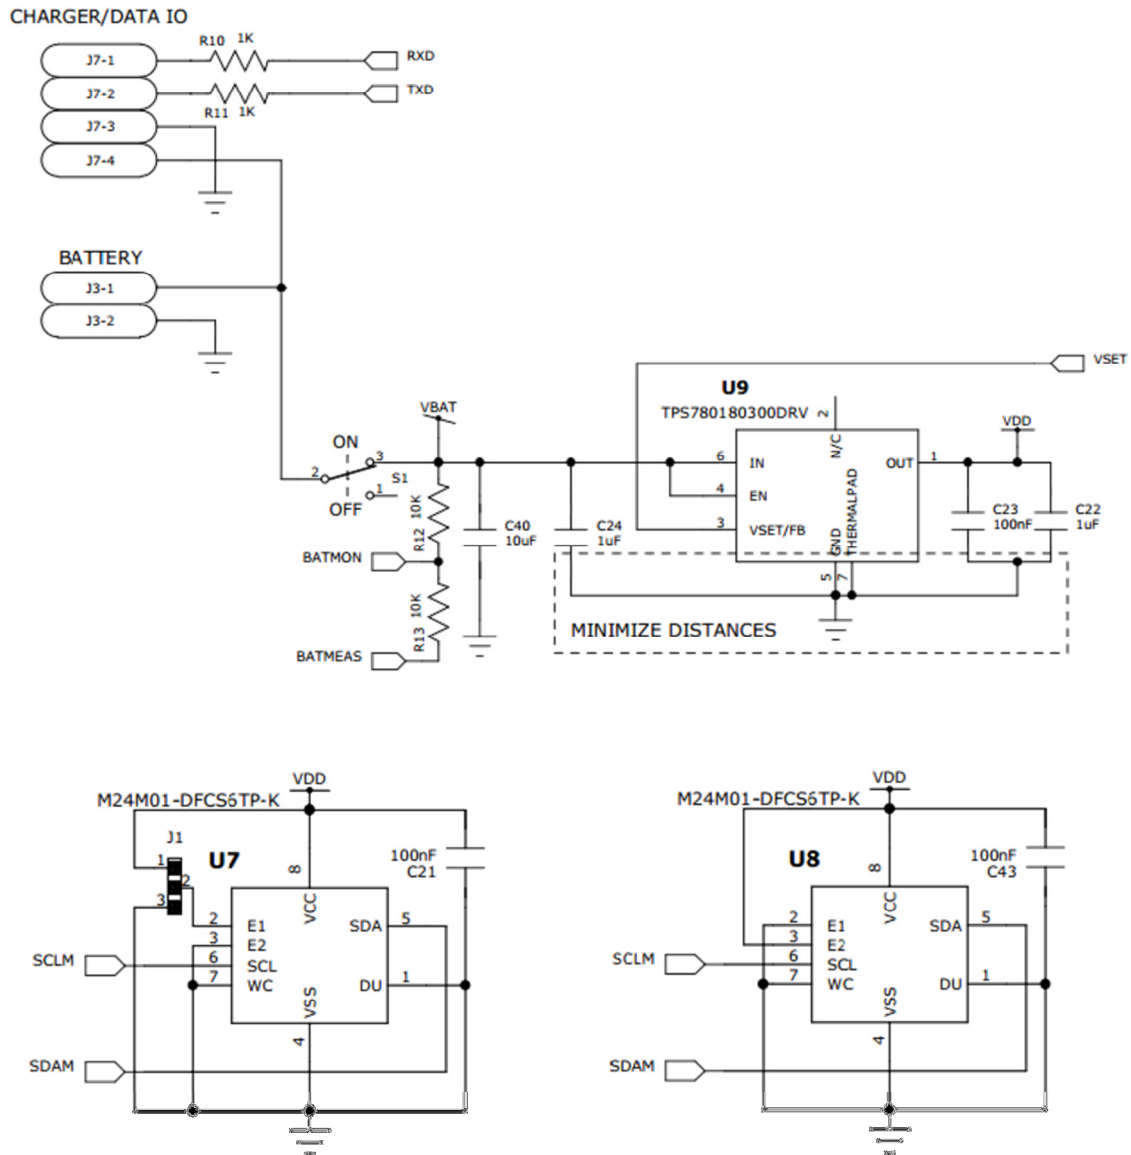 CHARGER/DATA IO
R10 1K
J7-1
RXD
J7-2
TXD
R11 1K
J7-3
J7-4
BATTERY
J3-1
J3-2
VSET
U9
TPS780180300DRV
2
N/C
VBAT
VDD
ON
3
2
1
S1
OFF
6 IN
OUT 1
4 EN
3 VSET/FB
THERMALPAD
GND
5
7
R12 10K
C40
10uF
C24
1uF
C23
100nF
C22
1uF
BATMON
R13 10K
BATMEAS
MINIMIZE DISTANCES
VDD
M24M01-DFCS6TP-K
J1
1
2
3
U7
100nF
C21
8
VCC
2 E1
SDA 5
3 E2
SCLM
6 SCL
7 WC
DU 1
VSS
4
SDAM
VDD
M24M01-DFCS6TP-K
U8
100nF
C43
8
VCC
2 E1
SDA 5
3 E2
SCLM
6 SCL
7 WC
DU 1
VSS
4
SDAM